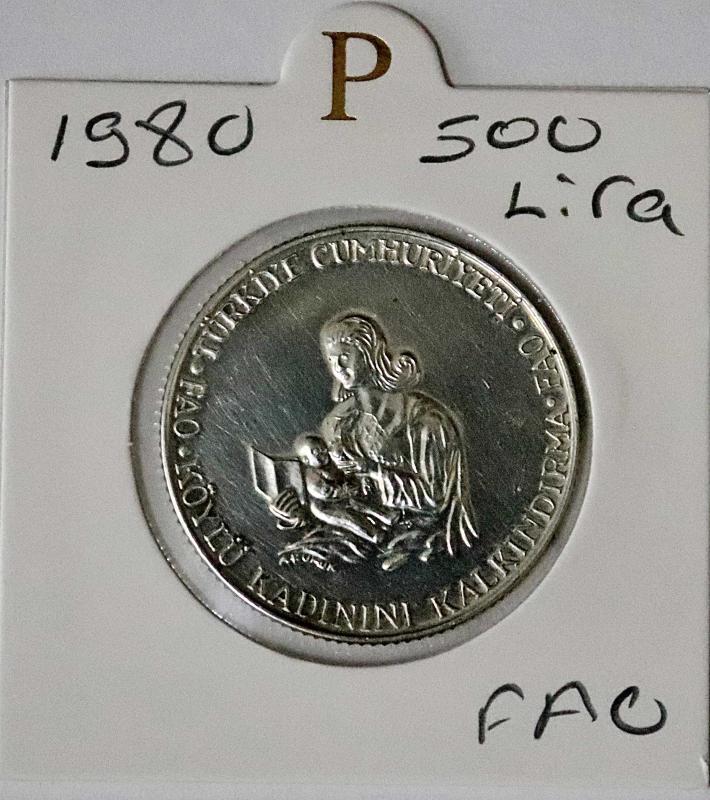 P
1980
500
Lira
TÜRKİYE CUMHURİYETİ • FAO •
KÖYLÜ KADININI KALKINDIRMA • FAO •
FAO